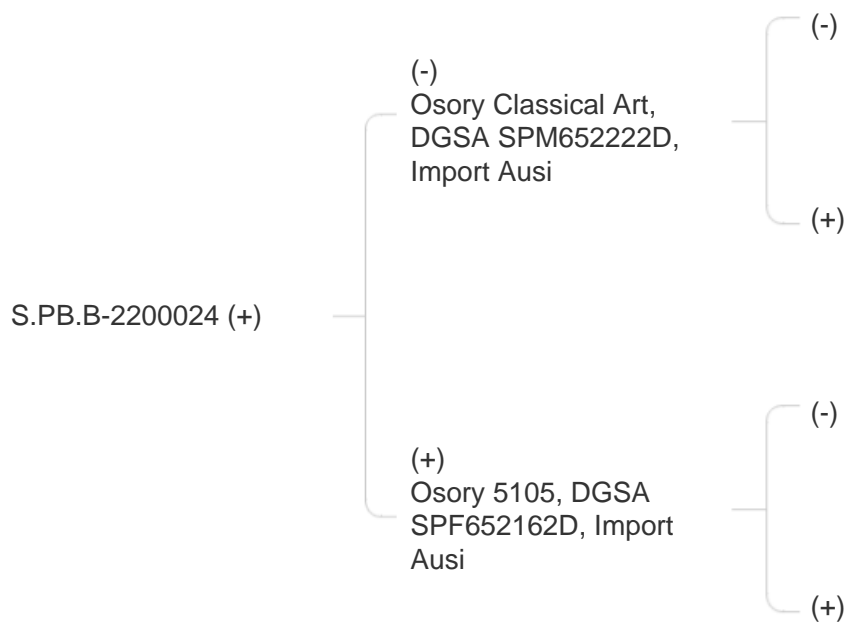 (-)
(-)
Osory Classical Art,
DGSA SPM652222D,
Import Ausi
(+)
S.PB.B-2200024 (+)
(-)
(+)
Osory 5105, DGSA
SPF652162D, Import
Ausi
(+)